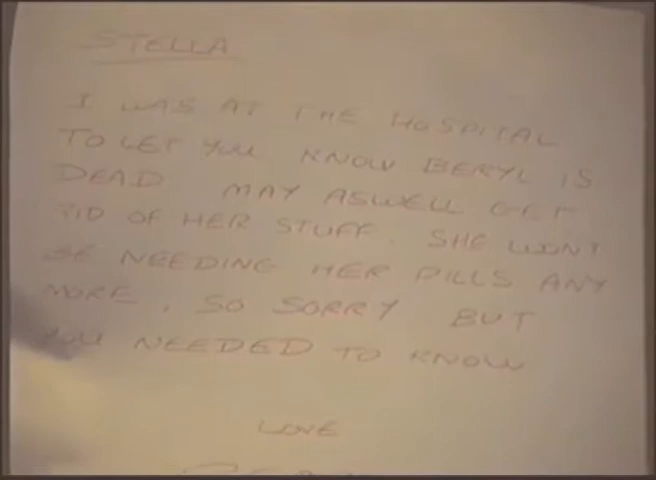 STELLA
I WAS AT THE HOSPITAL
TO LET YOU KNOW BERYL IS
DEAD MAY ASWELL GET
RID OF HER STUFF. SHE WONT
BE NEEDING HER PILLS ANY
MORE. SO SORRY BUT
YOU NEEDED TO KNOW
LOVE